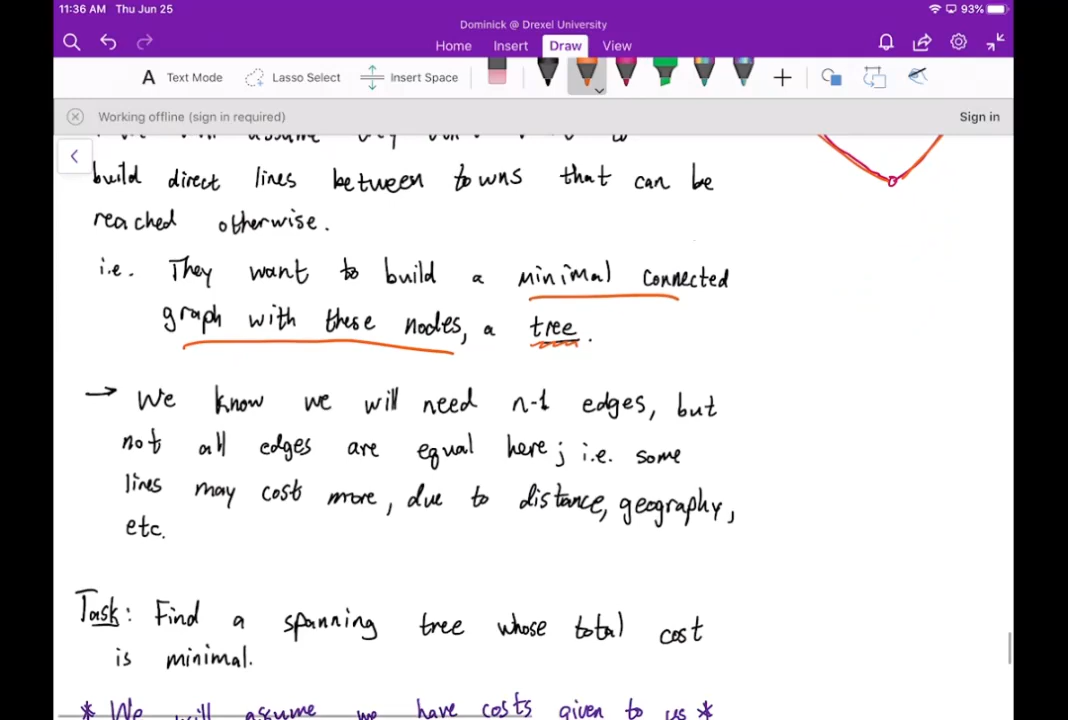 11:36 AM Thu Jun 25
93%
Dominick @ Drexel University
Home Insert Draw View
A Text Mode Lasso Select Insert Space
Working offline (sign in required) Sign in
assume they
build direct lines between towns that can be
reached otherwise.
i.e. They want to build a minimal connected
graph with these nodes, a tree.
→ We know we will need n-1 edges, but
not all edges are equal here; i.e. some
lines may cost more, due to distance, geography,
etc.
Task: Find a spanning tree whose total cost
is minimal.
* We will assume we have costs given to us *